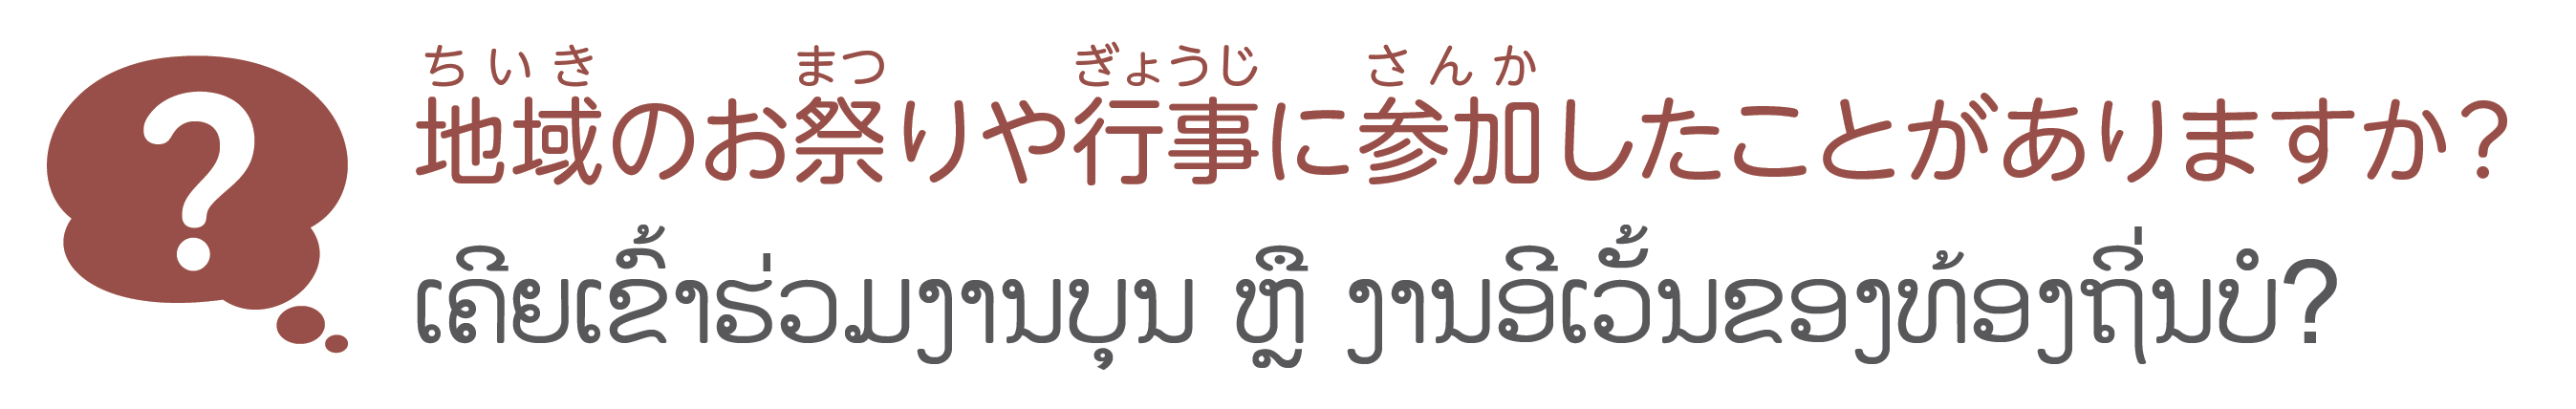 ちいき まつ ぎょうじ さんか
地域のお祭りや行事に参加したことがありますか?
ເຄີຍເຂົ້າຮ່ວມງານບຸນ ຫຼື ງານອີເວັ້ນຂອງທ້ອງຖິ່ນບໍ?